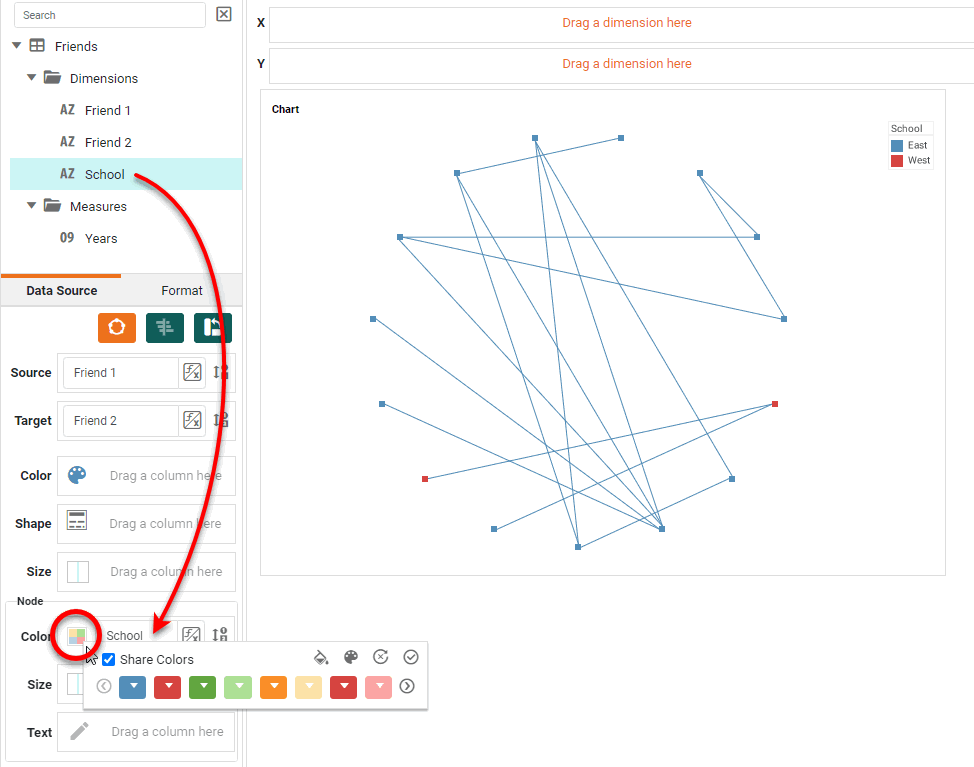 Search
Friends
Dimensions
AZ Friend 1
AZ Friend 2
AZ School
Measures
09 Years
Data Source Format
Source Friend 1
Target Friend 2
Color Drag a column here
Shape Drag a column here
Size Drag a column here
Node
Color School
Share Colors
Size
Text Drag a column here
X Drag a dimension here
Y Drag a dimension here
Chart
School
East
West